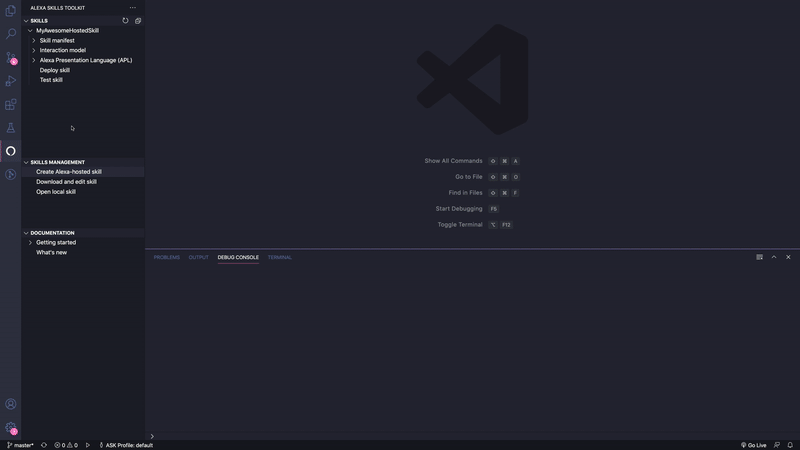 ALEXA SKILLS TOOLKIT
SKILLS
MyAwesomeHostedSkill
Skill manifest
Interaction model
Alexa Presentation Language (APL)
Deploy skill
Test skill
SKILLS MANAGEMENT
Create Alexa-hosted skill
Download and edit skill
Open local skill
DOCUMENTATION
Getting started
What's new
Show All Commands ⇧ ⌘ A
Go to File ⇧ ⌘ O
Find in Files ⇧ ⌘ F
Start Debugging F5
Toggle Terminal ⌥ F12
PROBLEMS OUTPUT DEBUG CONSOLE TERMINAL
master* 0 0 ASK Profile: default Go Live